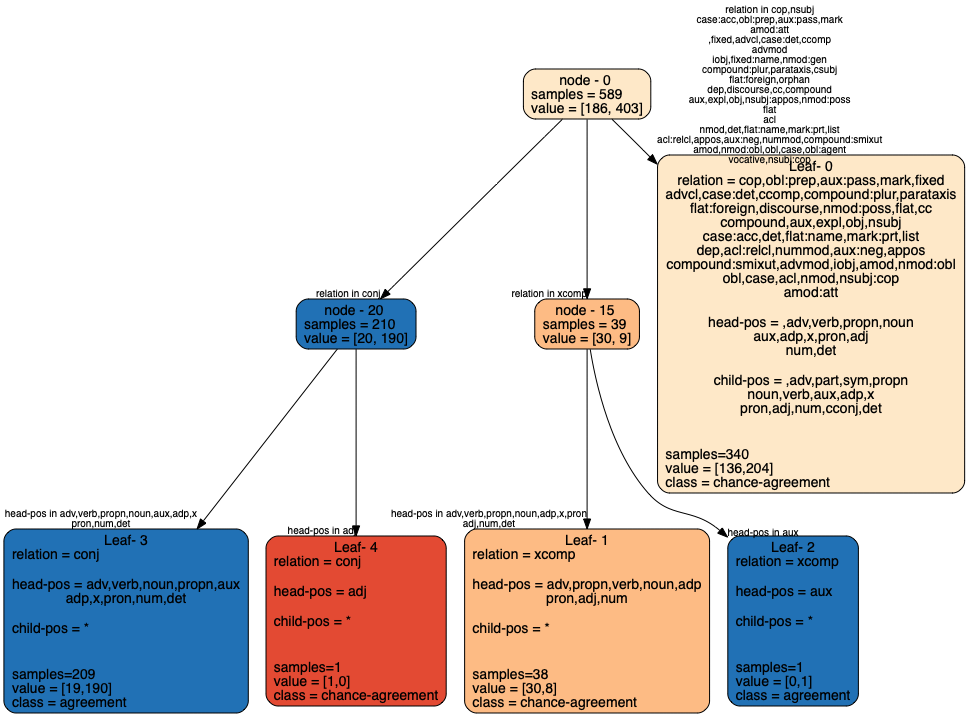 relation in cop,nsubj
case:acc,obl:prep,aux:pass,mark
amod:att
,fixed,advcl,case:det,ccomp
advmod
iobj,fixed:name,nmod:gen
compound:plur,parataxis,csubj
flat:foreign,orphan
dep,discourse,cc,compound
aux,expl,obj,nsubj:appos,nmod:poss
flat
acl
nmod,det,flat:name,mark:prt,list
acl:relcl,appos,aux:neg,nummod,compound:smixut
amod,nmod:obl,obl,case,obl:agent
vocative,nsubj:cop
node - 0
samples = 589
value = [186, 403]
Leaf- 0
relation = cop,obl:prep,aux:pass,mark,fixed
advcl,case:det,ccomp,compound:plur,parataxis
flat:foreign,discourse,nmod:poss,flat,cc
compound,aux,expl,obj,nsubj
case:acc,det,flat:name,mark:prt,list
dep,acl:relcl,nummod,aux:neg,appos
compound:smixut,advmod,iobj,amod,nmod:obl
obl,case,acl,nmod,nsubj:cop
amod:att
head-pos = ,adv,verb,propn,noun
aux,adp,x,pron,adj
num,det
child-pos = ,adv,part,sym,propn
noun,verb,aux,adp,x
pron,adj,num,cconj,det
samples=340
value = [136,204]
class = chance-agreement
relation in conj
node - 20
samples = 210
value = [20, 190]
relation in xcomp
node - 15
samples = 39
value = [30, 9]
head-pos in adv,verb,propn,noun,aux,adp,x
pron,num,det
Leaf- 3
relation = conj
head-pos = adv,verb,noun,propn,aux
adp,x,pron,num,det
child-pos = *
samples=209
value = [19,190]
class = agreement
head-pos in adj
Leaf- 4
relation = conj
head-pos = adj
child-pos = *
samples=1
value = [1,0]
class = chance-agreement
head-pos in adv,verb,propn,noun,adp,x,pron
adj,num,det
Leaf- 1
relation = xcomp
head-pos = adv,propn,verb,noun,adp
pron,adj,num
child-pos = *
samples=38
value = [30,8]
class = chance-agreement
head-pos in aux
Leaf- 2
relation = xcomp
head-pos = aux
child-pos = *
samples=1
value = [0,1]
class = agreement